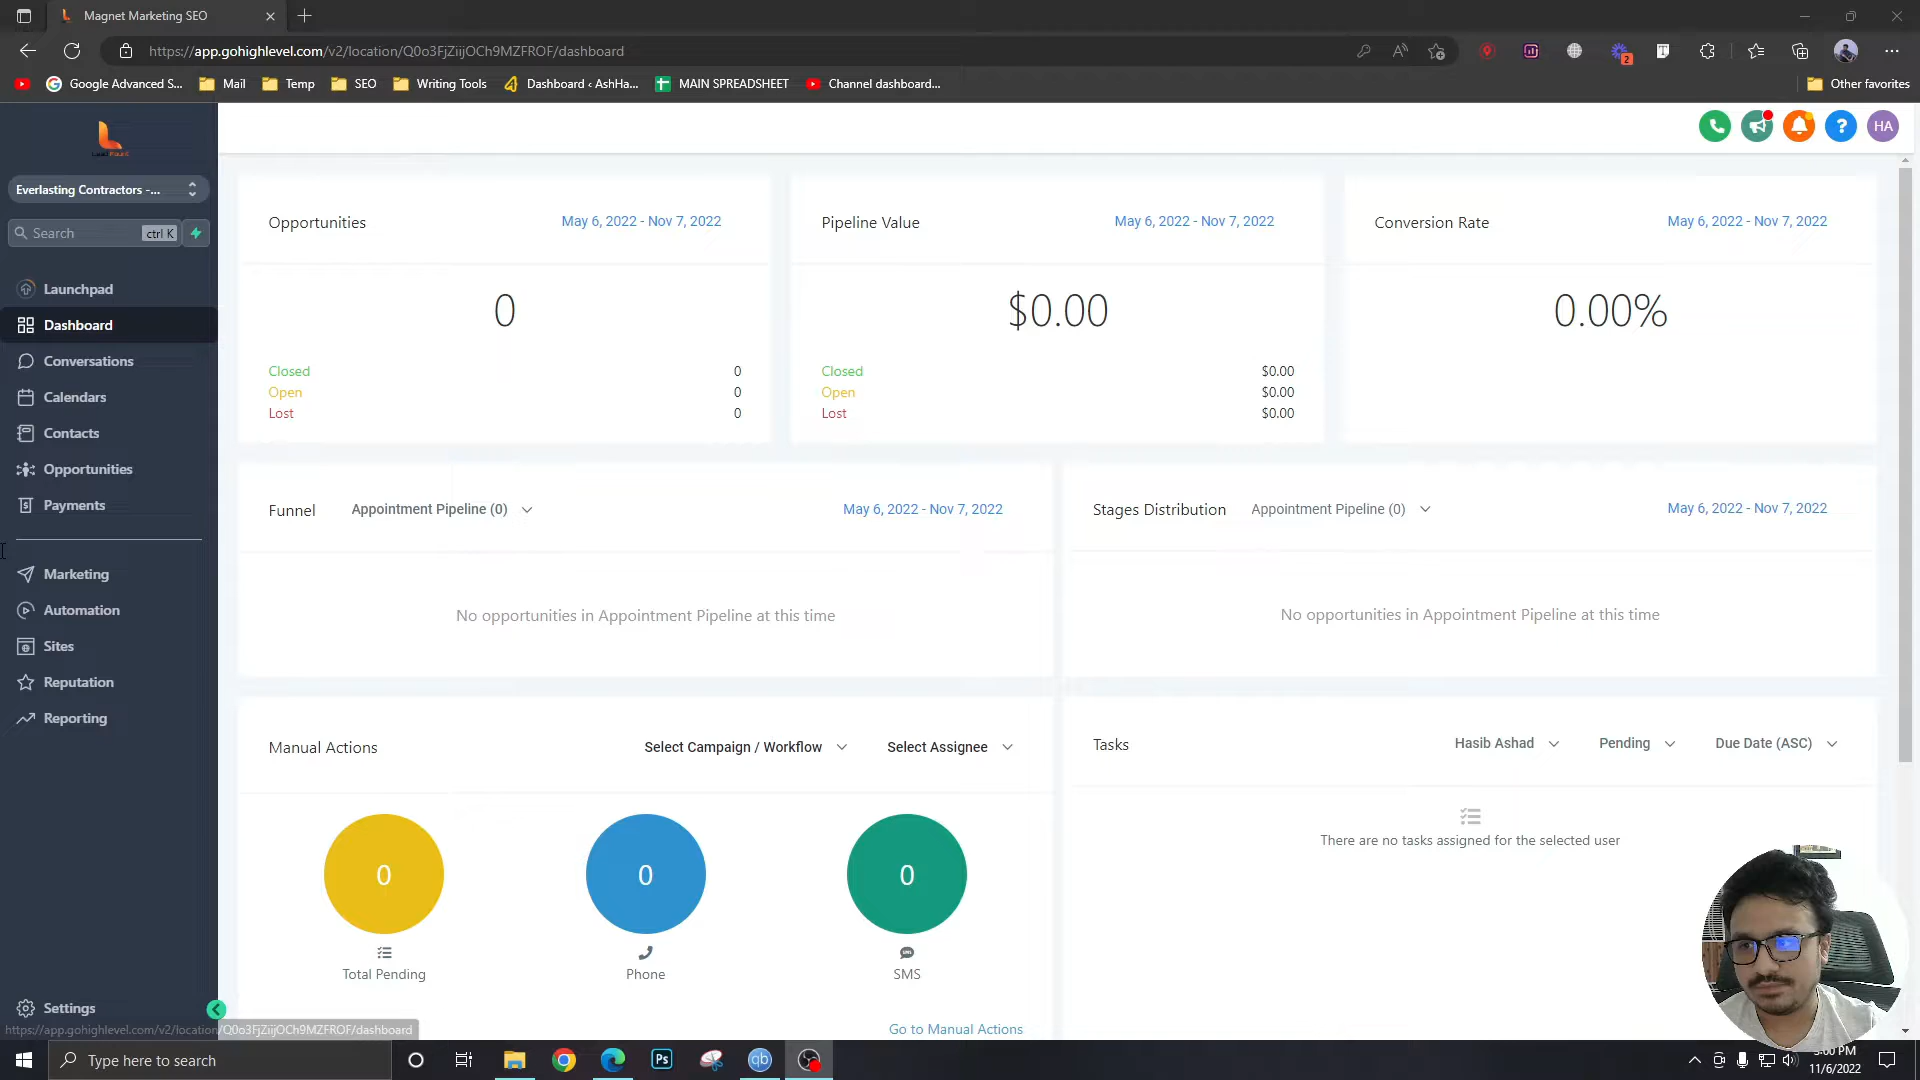 Magnet Marketing SEO
https://app.gohighlevel.com/v2/location/Q0o3FjZiijOCh9MZFROF/dashboard
2
Google Advanced S...
Mail
Temp
SEO
Writing Tools
Dashboard ‹ AshHa...
MAIN SPREADSHEET
Channel dashboard...
Other favorites
HA
Everlasting Contractors -...
Search
ctrl K
Launchpad
Dashboard
Conversations
Calendars
Contacts
Opportunities
Payments
Marketing
Automation
Sites
Reputation
Reporting
Settings
Opportunities
May 6, 2022 - Nov 7, 2022
0
Closed 0
Open 0
Lost 0
Pipeline Value
May 6, 2022 - Nov 7, 2022
$0.00
Closed $0.00
Open $0.00
Lost $0.00
Conversion Rate
May 6, 2022 - Nov 7, 2022
0.00%
Funnel
Appointment Pipeline (0)
May 6, 2022 - Nov 7, 2022
No opportunities in Appointment Pipeline at this time
Stages Distribution
Appointment Pipeline (0)
May 6, 2022 - Nov 7, 2022
No opportunities in Appointment Pipeline at this time
Manual Actions
Select Campaign / Workflow
Select Assignee
0
Total Pending
0
Phone
0
SMS
Go to Manual Actions
Tasks
Hasib Ashad
Pending
Due Date (ASC)
There are no tasks assigned for the selected user
https://app.gohighlevel.com/v2/location/Q0o3FjZiijOCh9MZFROF/dashboard
Type here to search
Ps
qb
5:00 PM
11/6/2022